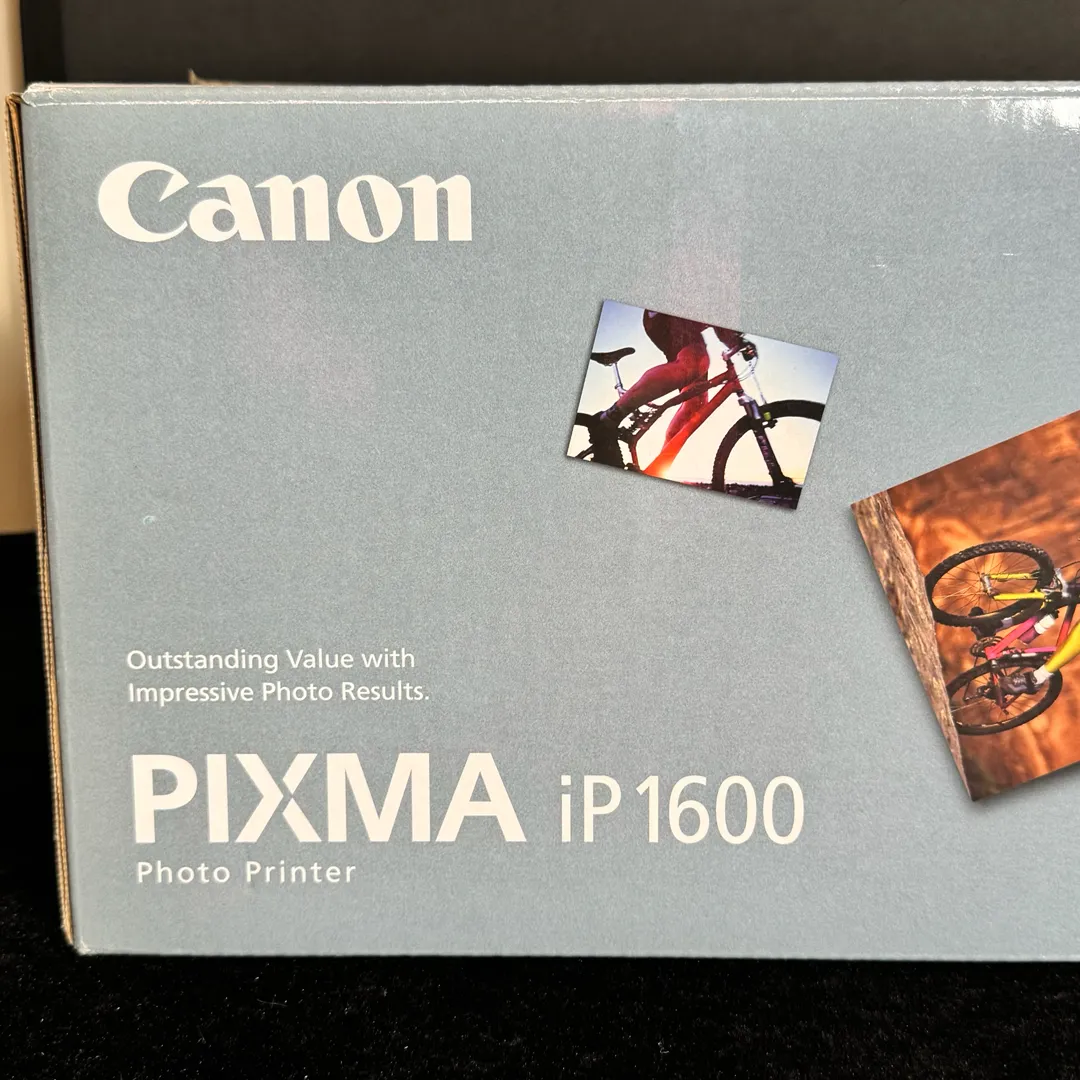 Canon
Outstanding Value with
Impressive Photo Results.
PIXMA iP1600
Photo Printer